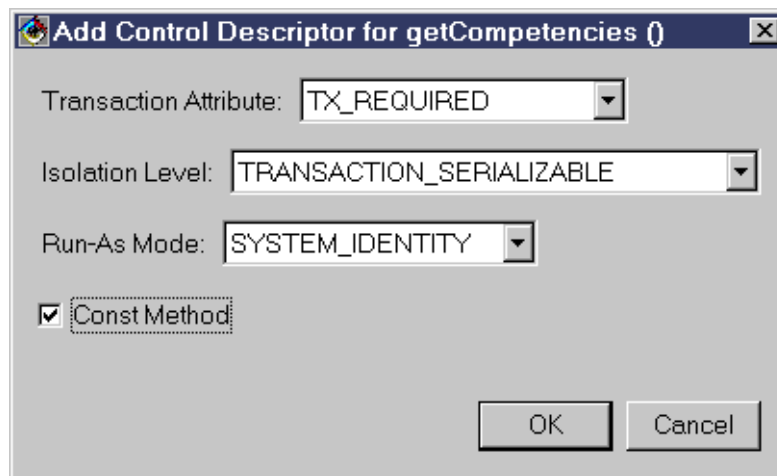 Add Control Descriptor for getCompetencies ()
Transaction Attribute: TX_REQUIRED
Isolation Level: TRANSACTION_SERIALIZABLE
Run-As Mode: SYSTEM_IDENTITY
Const Method
OK Cancel